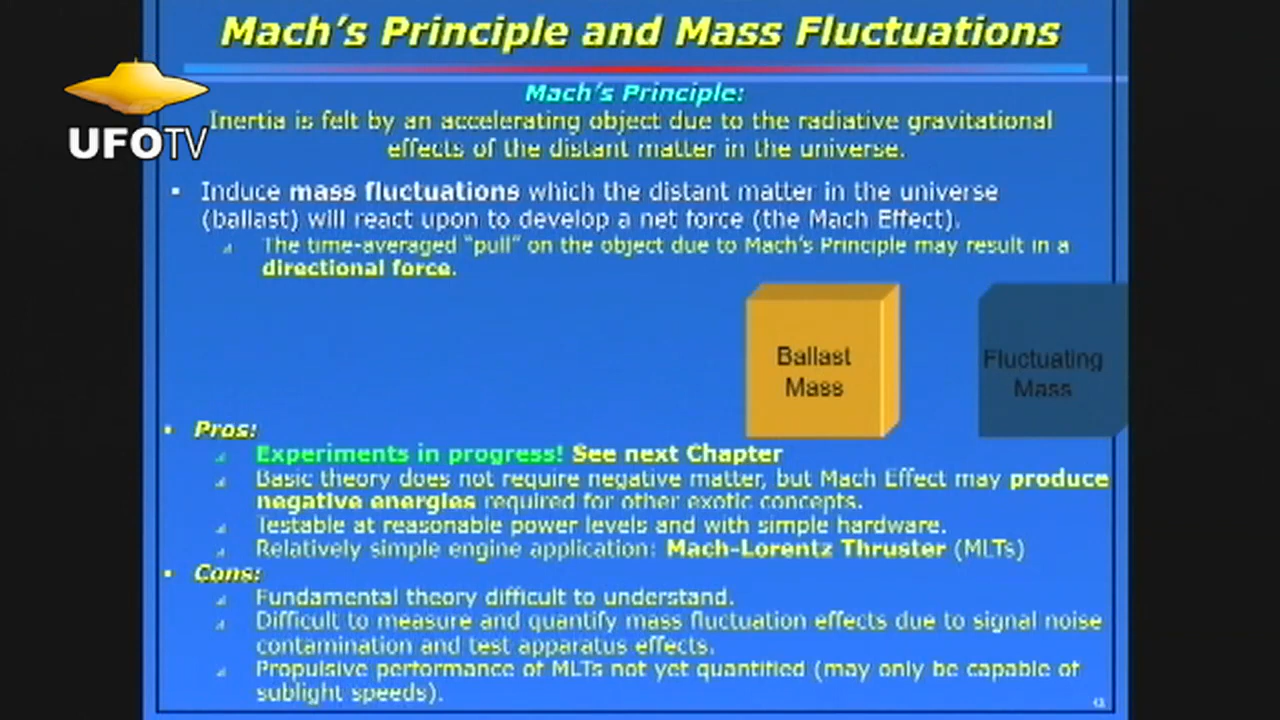 Mach's Principle and Mass Fluctuations
Mach's Principle:
Inertia is felt by an accelerating object due to the radiative gravitational
effects of the distant matter in the universe.
UFOTV
Induce mass fluctuations which the distant matter in the universe
(ballast) will react upon to develop a net force (the Mach Effect).
The time-averaged “pull” on the object due to Mach's Principle may result in a
directional force.
Ballast
Mass
Fluctuating
Mass
Pros:
Experiments in progress! See next Chapter
Basic theory does not require negative matter, but Mach Effect may produce
negative energies required for other exotic concepts.
Testable at reasonable power levels and with simple hardware.
Relatively simple engine application: Mach-Lorentz Thruster (MLTs)
Cons:
Fundamental theory difficult to understand.
Difficult to measure and quantify mass fluctuation effects due to signal noise
contamination and test apparatus effects.
Propulsive performance of MLTs not yet quantified (may only be capable of
sublight speeds).